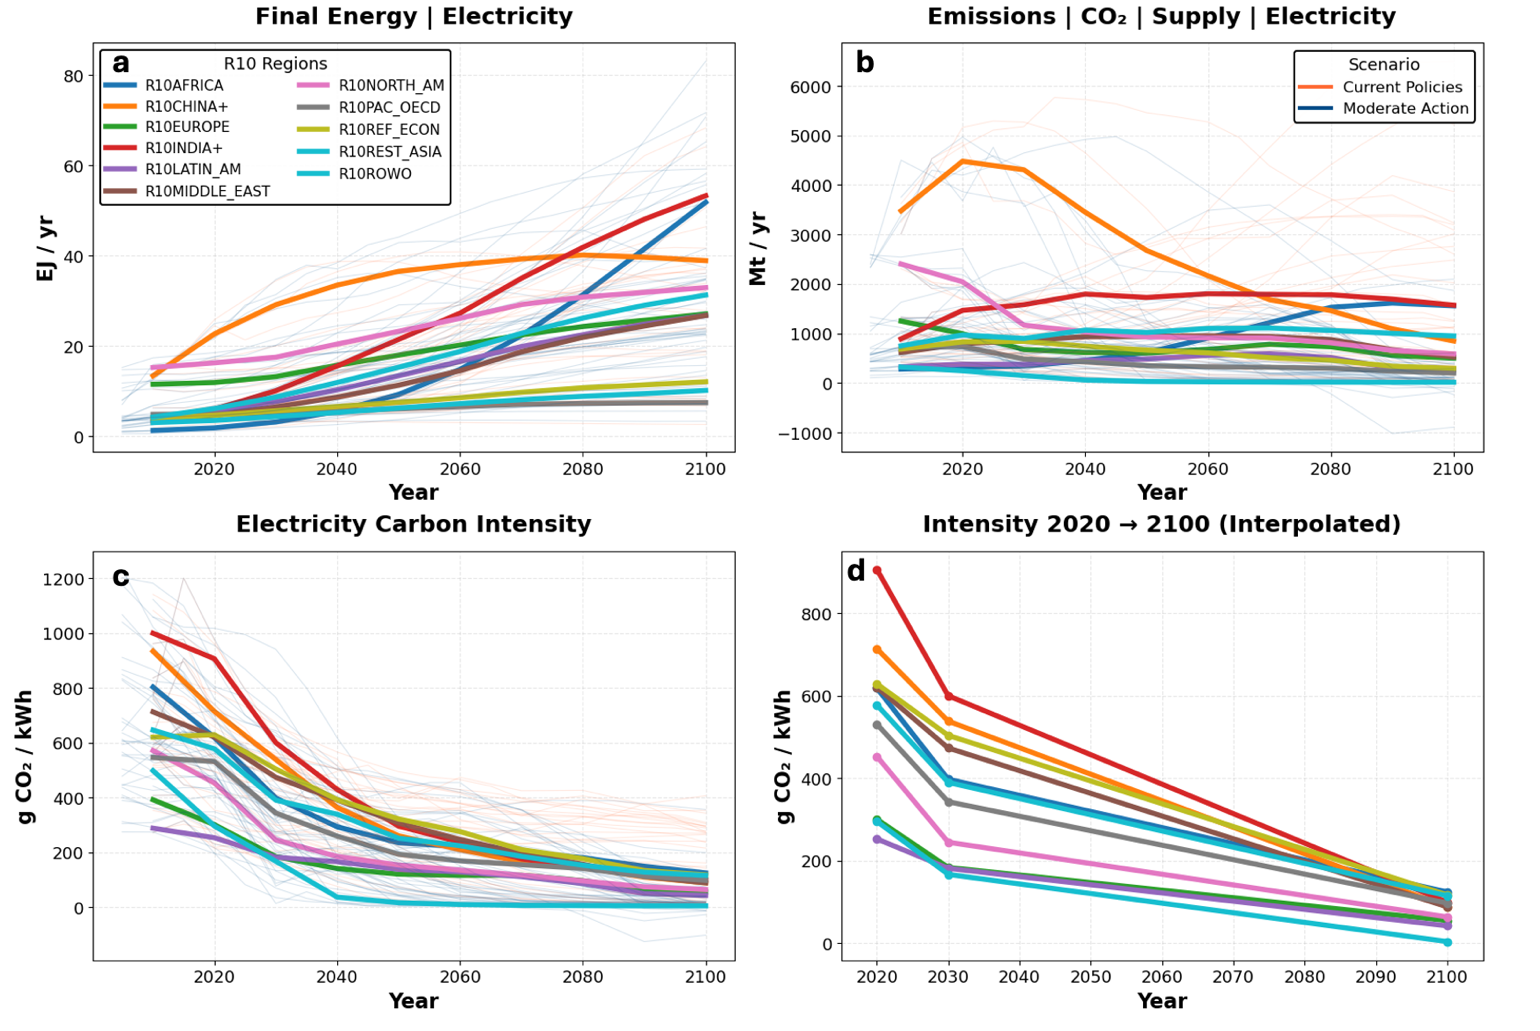 Final Energy | Electricity
a
R10 Regions
R10AFRICA
R10CHINA+
R10EUROPE
R10INDIA+
R10LATIN_AM
R10MIDDLE_EAST
R10NORTH_AM
R10PAC_OECD
R10REF_ECON
R10REST_ASIA
R10ROWO
EJ / yr
80
60
40
20
0
2020 2040 2060 2080 2100
Year
Emissions | CO₂ | Supply | Electricity
b
Scenario
Current Policies
Moderate Action
Mt / yr
6000
5000
4000
3000
2000
1000
0
−1000
2020 2040 2060 2080 2100
Year
Electricity Carbon Intensity
c
g CO₂ / kWh
1200
1000
800
600
400
200
0
2020 2040 2060 2080 2100
Year
Intensity 2020 → 2100 (Interpolated)
d
g CO₂ / kWh
800
600
400
200
0
2020 2030 2040 2050 2060 2070 2080 2090 2100
Year